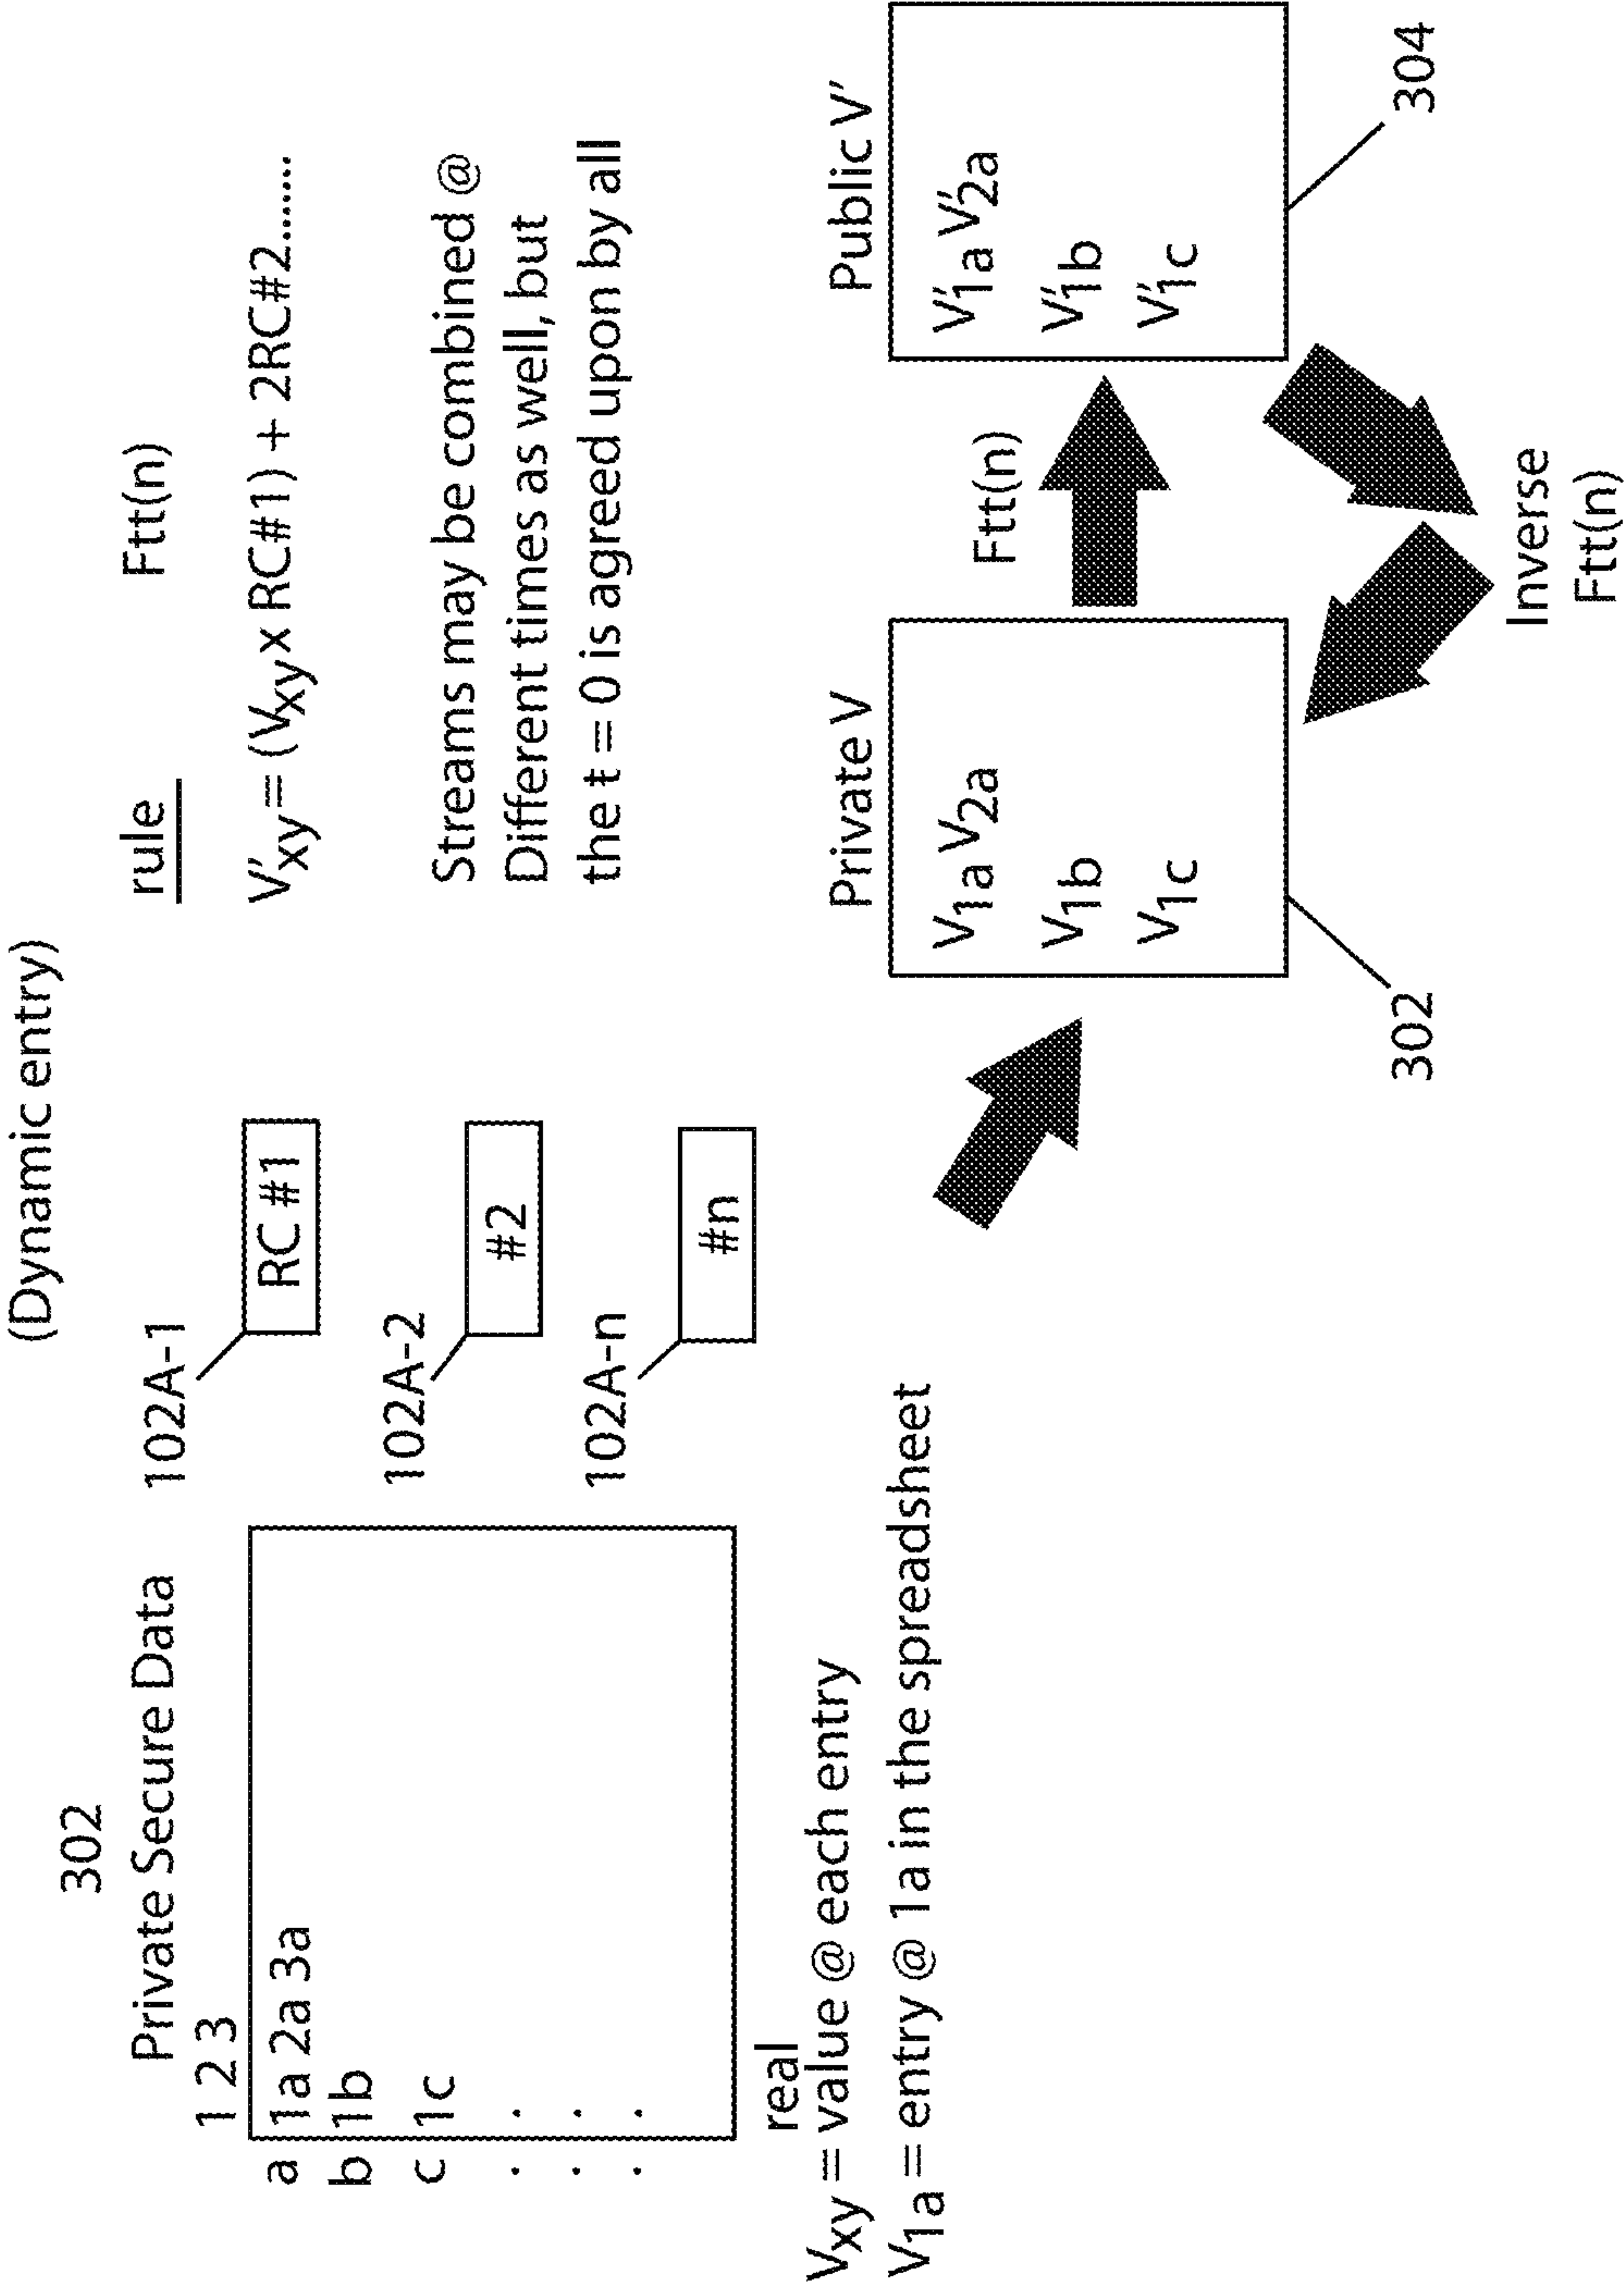 (Dynamic entry)
302
Private Secure Data
1 2 3
a 1a 2a 3a
b 1b
c 1c
. .
. .
. .
real
Vxy = value @ each entry
V1a = entry @ 1a in the spreadsheet
102A-1
RC #1
102A-2
#2
102A-n
#n
rule Ftt(n)
V'xy = (Vxy x RC#1) + 2RC#2.......
Streams may be combined @
Different times as well, but
the t = 0 is agreed upon by all
Private V
V1a V2a
V1b
V1c
302
Ftt(n)
Public V'
V'1a V'2a
V'1b
V'1c
304
Inverse
Ftt(n)